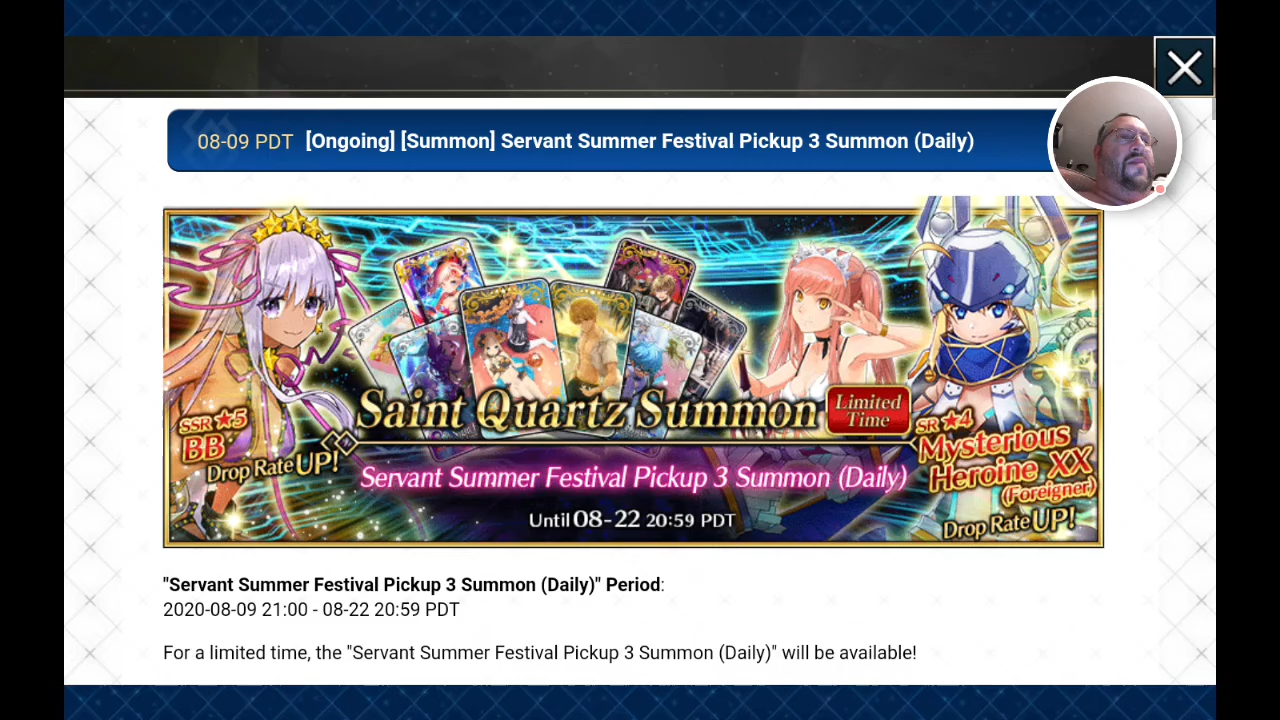 08-09 PDT [Ongoing] [Summon] Servant Summer Festival Pickup 3 Summon (Daily)
SSR ★5
BB
Drop Rate UP!
Saint Quartz Summon
Limited
Time
SR ★4
Mysterious
Heroine XX
(Foreigner)
Drop Rate UP!
Servant Summer Festival Pickup 3 Summon (Daily)
Until 08-22 20:59 PDT
"Servant Summer Festival Pickup 3 Summon (Daily)" Period:
2020-08-09 21:00 - 08-22 20:59 PDT
For a limited time, the "Servant Summer Festival Pickup 3 Summon (Daily)" will be available!